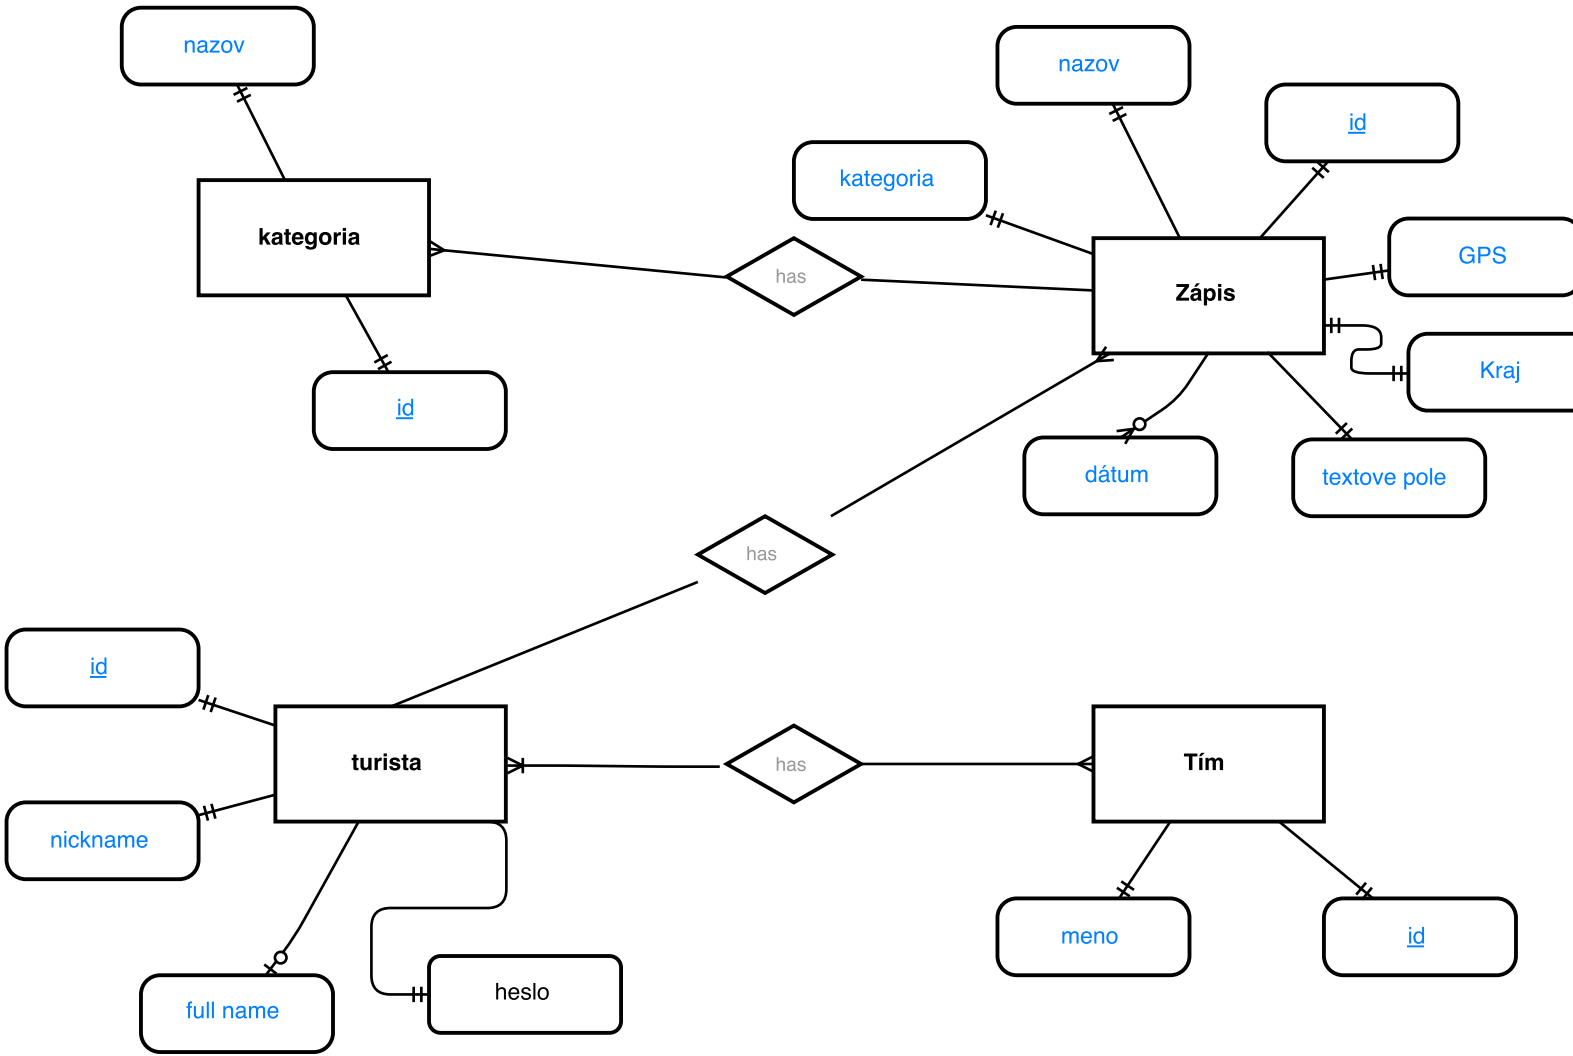 nazov
nazov
id
kategoria
kategoria
GPS
has
Zápis
Kraj
id
dátum
textove pole
has
id
turista
has
Tím
nickname
meno
id
full name
heslo